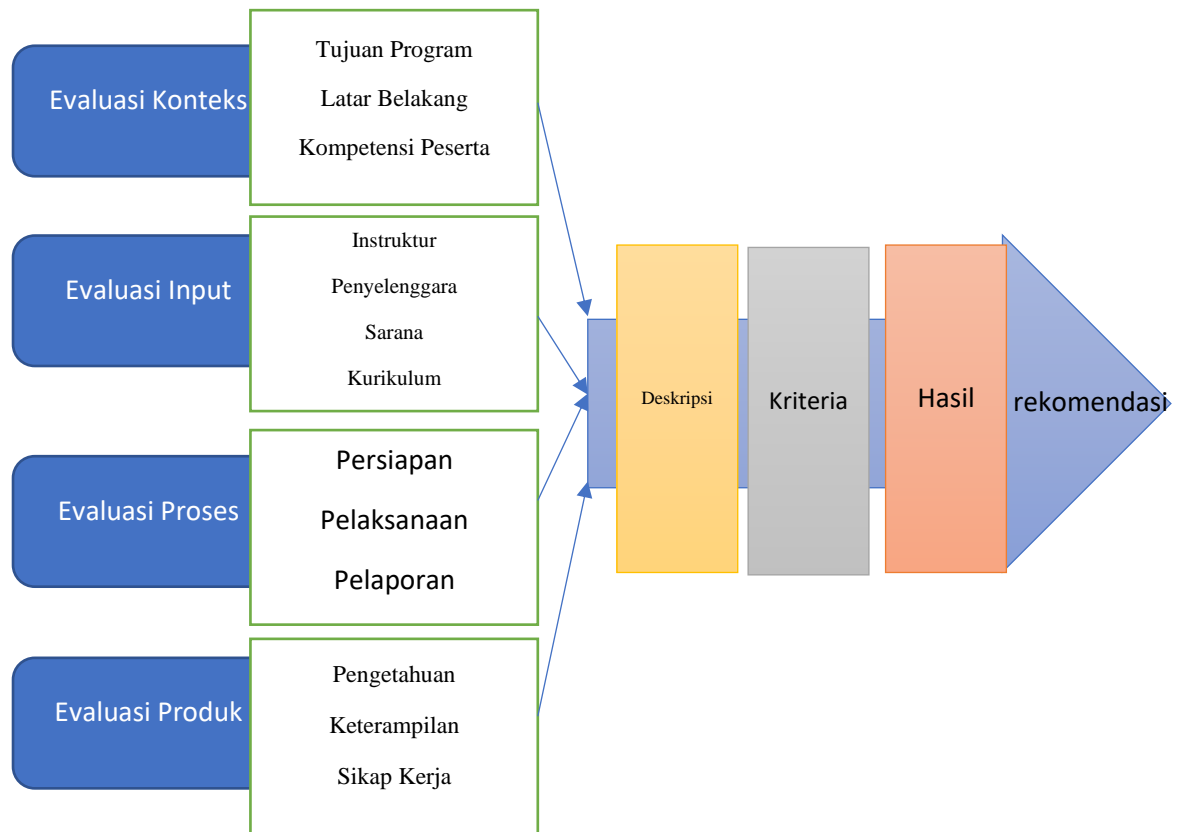 Evaluasi Konteks
Tujuan Program
Latar Belakang
Kompetensi Peserta
Evaluasi Input
Instruktur
Penyelenggara
Sarana
Kurikulum
Evaluasi Proses
Persiapan
Pelaksanaan
Pelaporan
Evaluasi Produk
Pengetahuan
Keterampilan
Sikap Kerja
Deskripsi
Kriteria
Hasil
rekomendasi